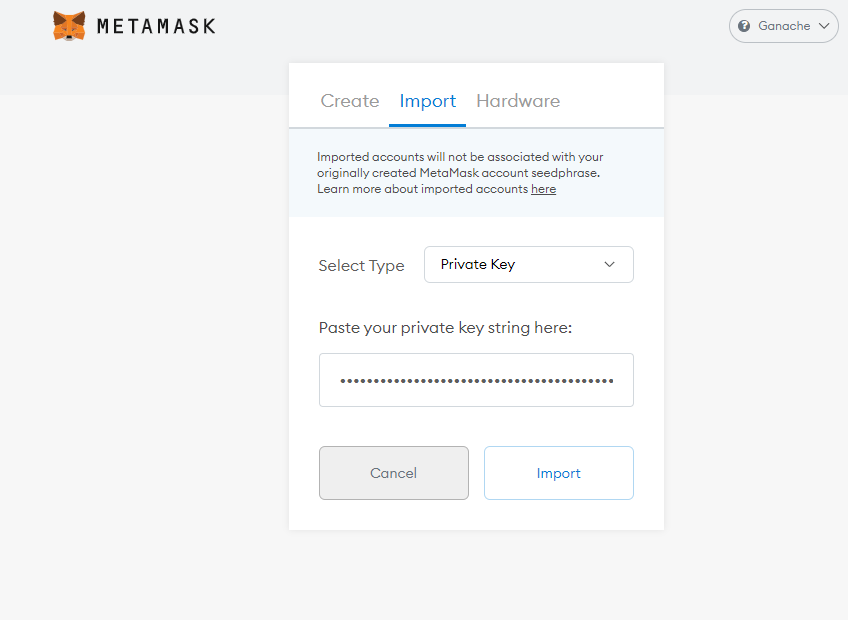 METAMASK
Ganache
Create Import Hardware
Imported accounts will not be associated with your
originally created MetaMask account seedphrase.
Learn more about imported accounts here
Select Type
Private Key
Paste your private key string here:
•••••••••••••••••••••••••••••••••••••••••
Cancel
Import